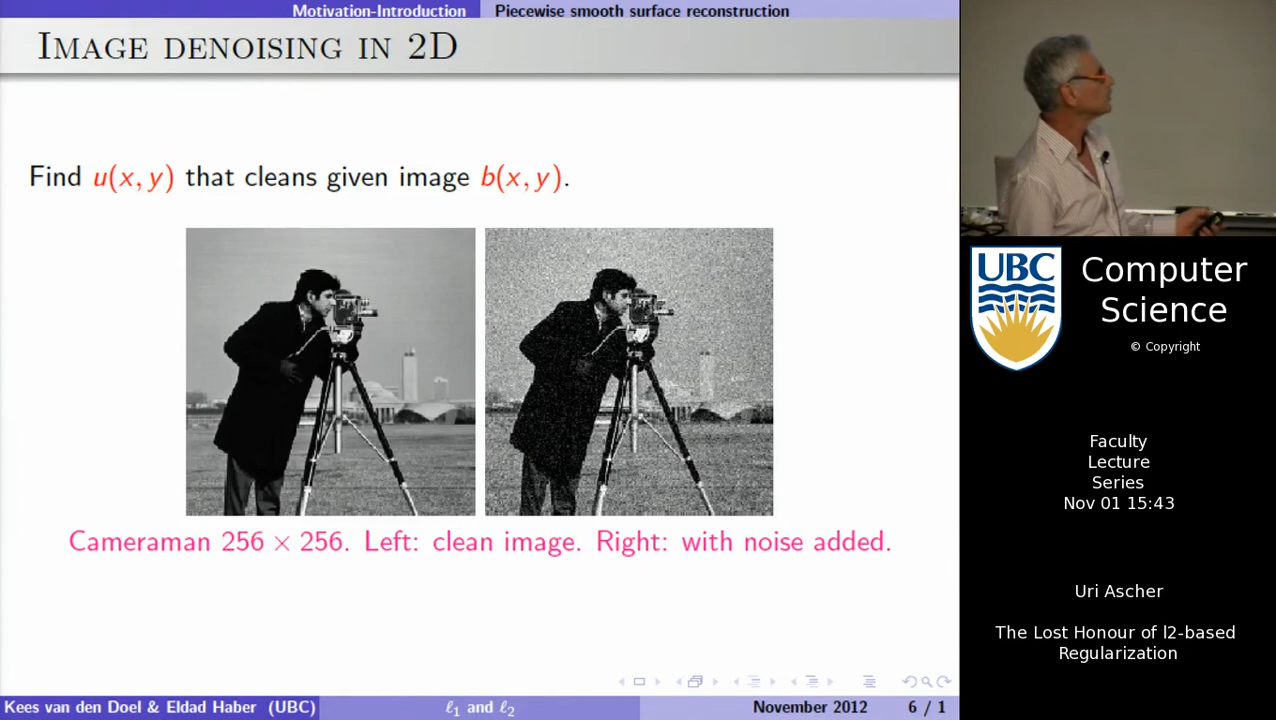 Motivation-Introduction
Piecewise smooth surface reconstruction
Image denoising in 2D
Find u(x, y) that cleans given image b(x, y).
Cameraman 256 × 256. Left: clean image. Right: with noise added.
Kees van den Doel & Eldad Haber (UBC)
ℓ1 and ℓ2
November 2012
6 / 1
UBC
Computer
Science
© Copyright
Faculty
Lecture
Series
Nov 01 15:43
Uri Ascher
The Lost Honour of l2-based
Regularization